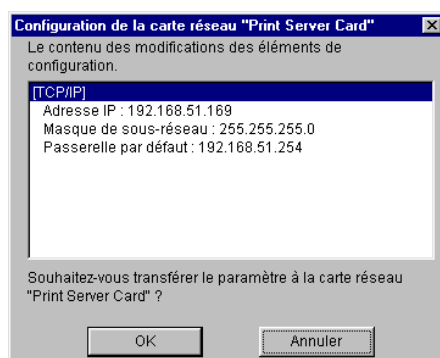 Configuration de la carte réseau "Print Server Card"
Le contenu des modifications des éléments de
configuration.
[TCP/IP]
Adresse IP : 192.168.51.169
Masque de sous-réseau : 255.255.255.0
Passerelle par défaut : 192.168.51.254
Souhaitez-vous transférer le paramètre à la carte réseau
"Print Server Card" ?
OK
Annuler